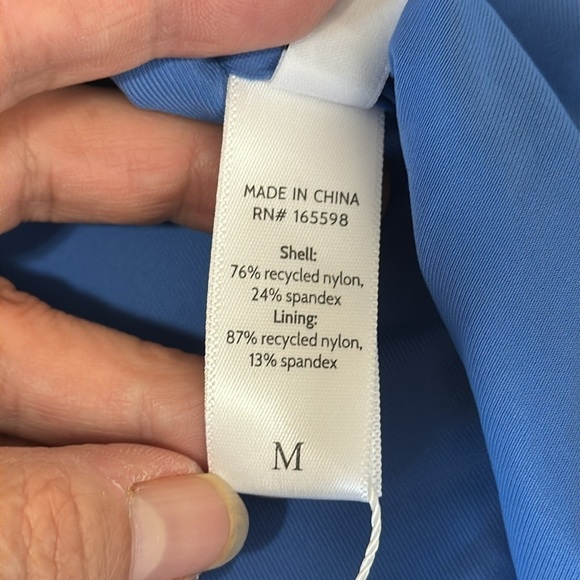 MADE IN CHINA
RN# 165598
Shell:
76% recycled nylon,
24% spandex
Lining:
87% recycled nylon,
13% spandex
M